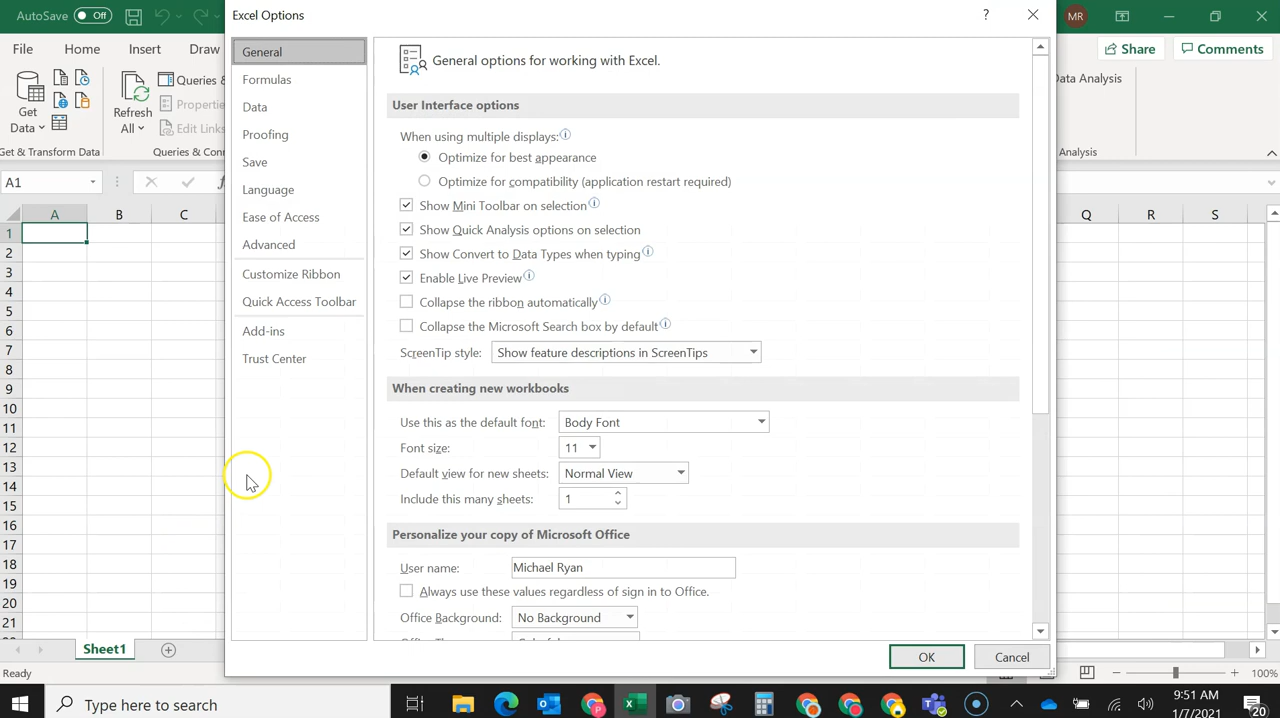 AutoSave Off
Excel Options
?
MR
File Home Insert Draw
Share Comments
Get Data
Refresh All
Queries &
Properties
Edit Links
Get & Transform Data
Queries & Conn
Data Analysis
Analysis
A1
A B C Q R S
1
2
3
4
5
6
7
8
9
10
11
12
13
14
15
16
17
18
19
20
21
General
Formulas
Data
Proofing
Save
Language
Ease of Access
Advanced
Customize Ribbon
Quick Access Toolbar
Add-ins
Trust Center
General options for working with Excel.
User Interface options
When using multiple displays:
Optimize for best appearance
Optimize for compatibility (application restart required)
Show Mini Toolbar on selection
Show Quick Analysis options on selection
Show Convert to Data Types when typing
Enable Live Preview
Collapse the ribbon automatically
Collapse the Microsoft Search box by default
ScreenTip style: Show feature descriptions in ScreenTips
When creating new workbooks
Use this as the default font: Body Font
Font size: 11
Default view for new sheets: Normal View
Include this many sheets: 1
Personalize your copy of Microsoft Office
User name: Michael Ryan
Always use these values regardless of sign in to Office.
Office Background: No Background
OK Cancel
Sheet1
Ready
100%
Type here to search
9:51 AM
1/7/2021
20